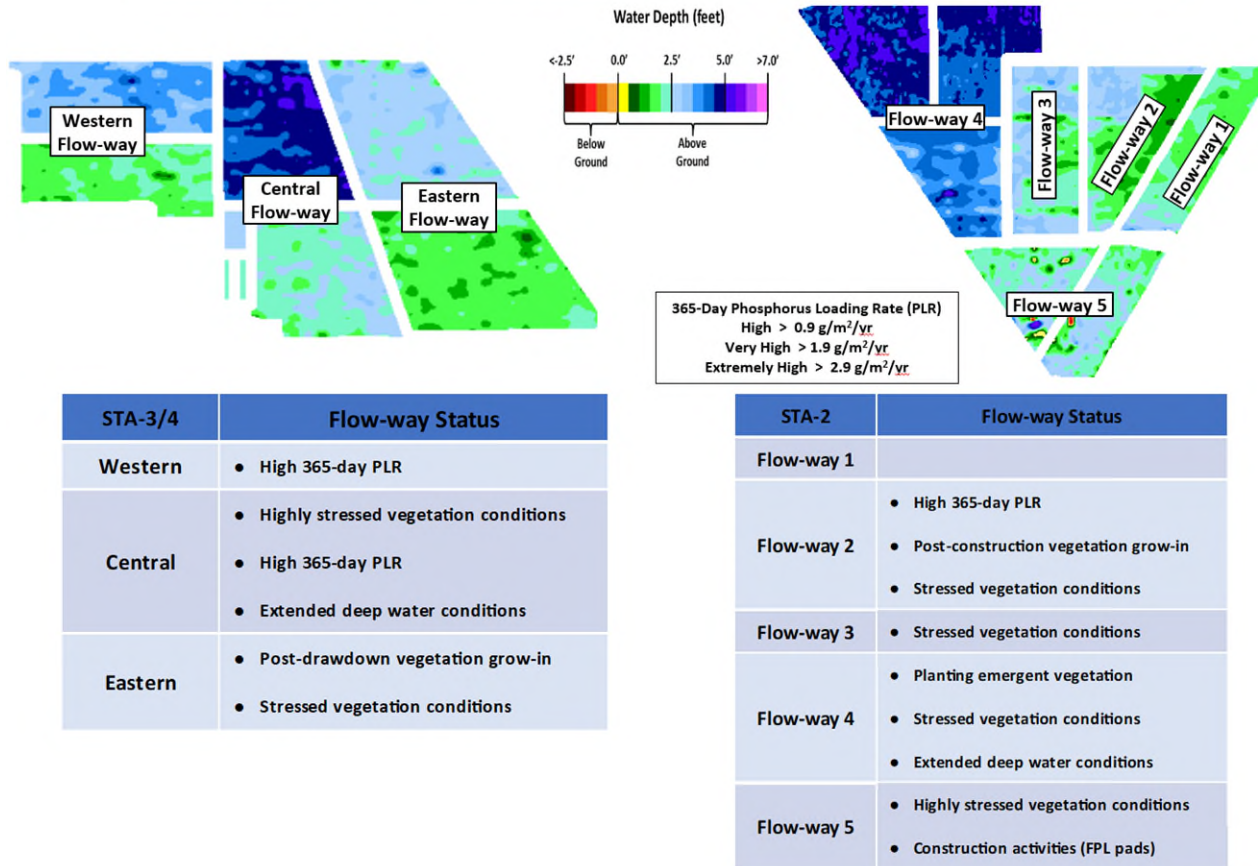 Water Depth (feet)
<-2.5' 0.0' 2.5' 5.0' >7.0'
Below
Ground
Above
Ground
Western
Flow-way
Central
Flow-way
Eastern
Flow-way
Flow-way 4
Flow-way 3
Flow-way 2
Flow-way 1
Flow-way 5
365-Day Phosphorus Loading Rate (PLR)
High > 0.9 g/m²/yr
Very High > 1.9 g/m²/yr
Extremely High > 2.9 g/m²/yr
STA-3/4 Flow-way Status
Western ● High 365-day PLR
● Highly stressed vegetation conditions
Central ● High 365-day PLR
● Extended deep water conditions
Eastern ● Post-drawdown vegetation grow-in
● Stressed vegetation conditions
STA-2 Flow-way Status
Flow-way 1
● High 365-day PLR
Flow-way 2 ● Post-construction vegetation grow-in
● Stressed vegetation conditions
Flow-way 3 ● Stressed vegetation conditions
● Planting emergent vegetation
Flow-way 4 ● Stressed vegetation conditions
● Extended deep water conditions
Flow-way 5 ● Highly stressed vegetation conditions
● Construction activities (FPL pads)